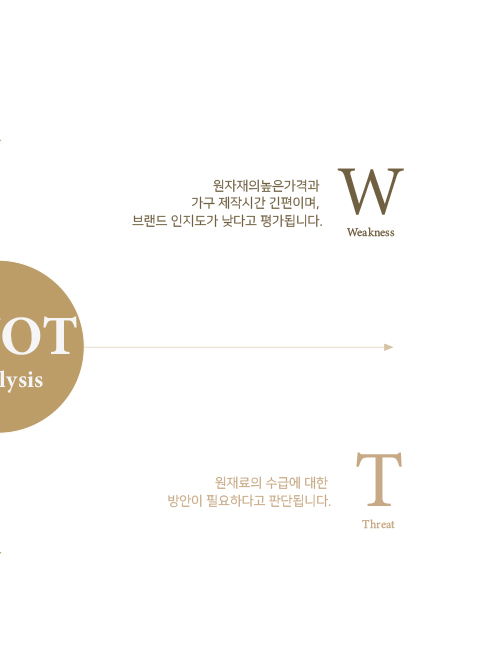 원자재의높은가격과
가구 제작시간 긴편이며,
브랜드 인지도가 낮다고 평가됩니다.
W
Weakness
OT
lysis
원재료의 수급에 대한
방안이 필요하다고 판단됩니다.
T
Threat